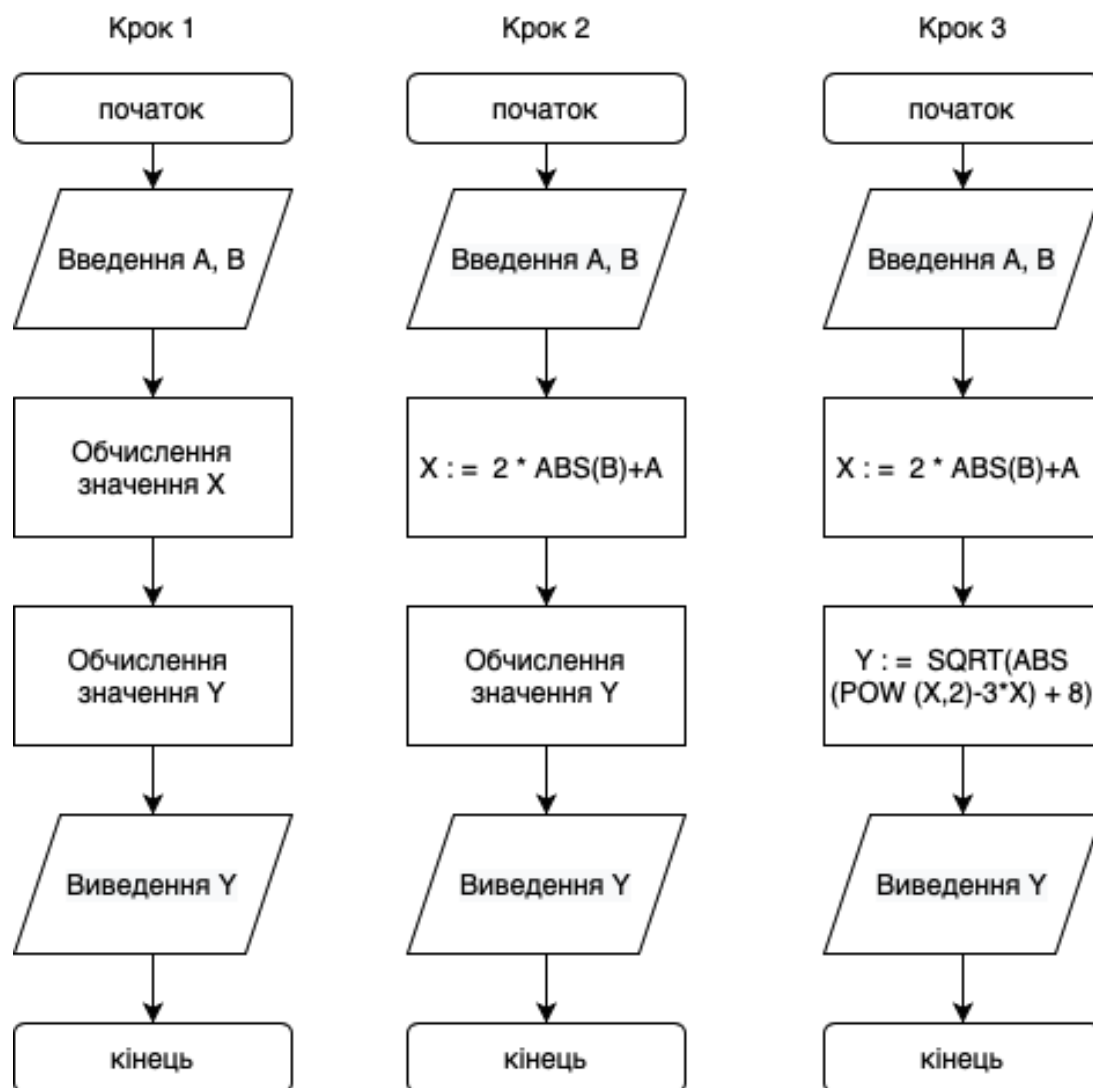 Крок 1
початок
Введення A, B
Обчислення
значення X
Обчислення
значення Y
Виведення Y
кінець
Крок 2
початок
Введення A, B
X : = 2 * ABS(B)+A
Обчислення
значення Y
Виведення Y
кінець
Крок 3
початок
Введення A, B
X : = 2 * ABS(B)+A
Y : = SQRT(ABS
(POW (X,2)-3*X) + 8)
Виведення Y
кінець